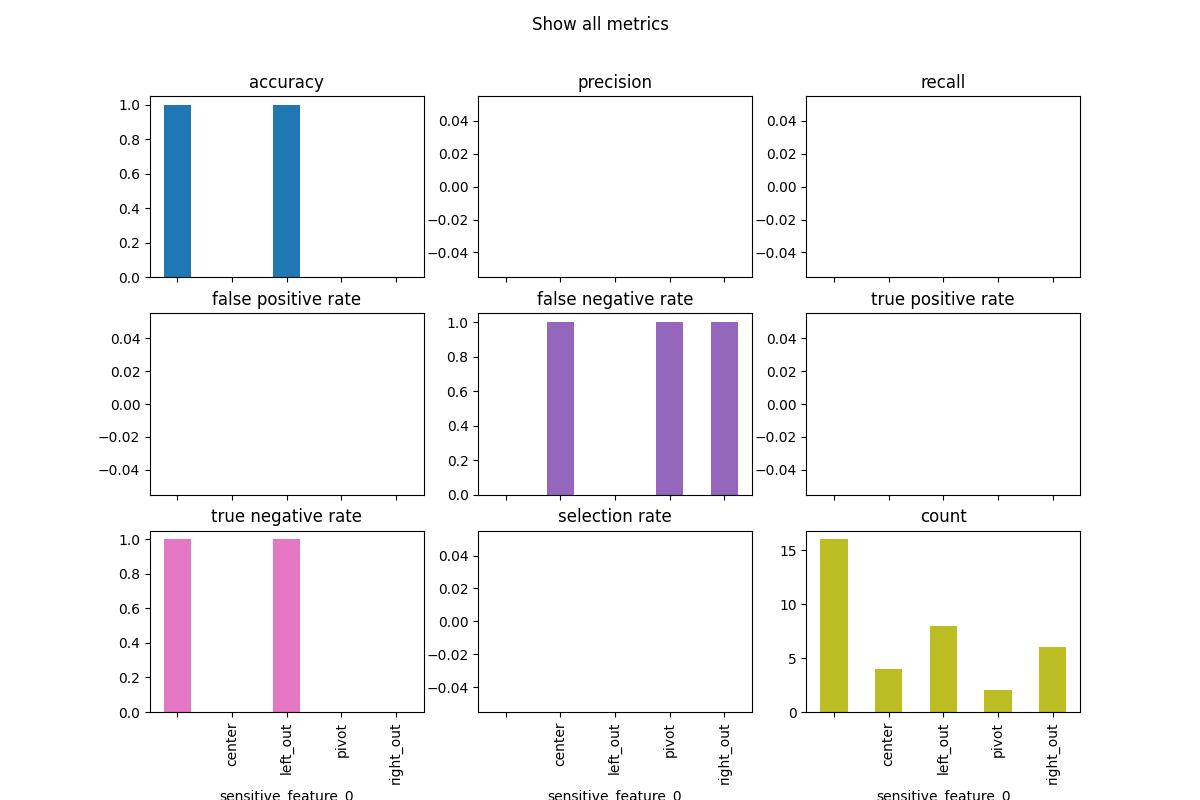 Show all metrics
accuracy
precision
recall
1.0
0.8
0.6
0.4
0.2
0.0
0.04
0.02
0.00
−0.02
−0.04
0.04
0.02
0.00
−0.02
−0.04
false positive rate
false negative rate
true positive rate
0.04
0.02
0.00
−0.02
−0.04
1.0
0.8
0.6
0.4
0.2
0.0
0.04
0.02
0.00
−0.02
−0.04
true negative rate
selection rate
count
1.0
0.8
0.6
0.4
0.2
0.0
0.04
0.02
0.00
−0.02
−0.04
15
10
5
0
center
left_out
pivot
right_out
center
left_out
pivot
right_out
center
left_out
pivot
right_out
sensitive_feature_0
sensitive_feature_0
sensitive_feature_0